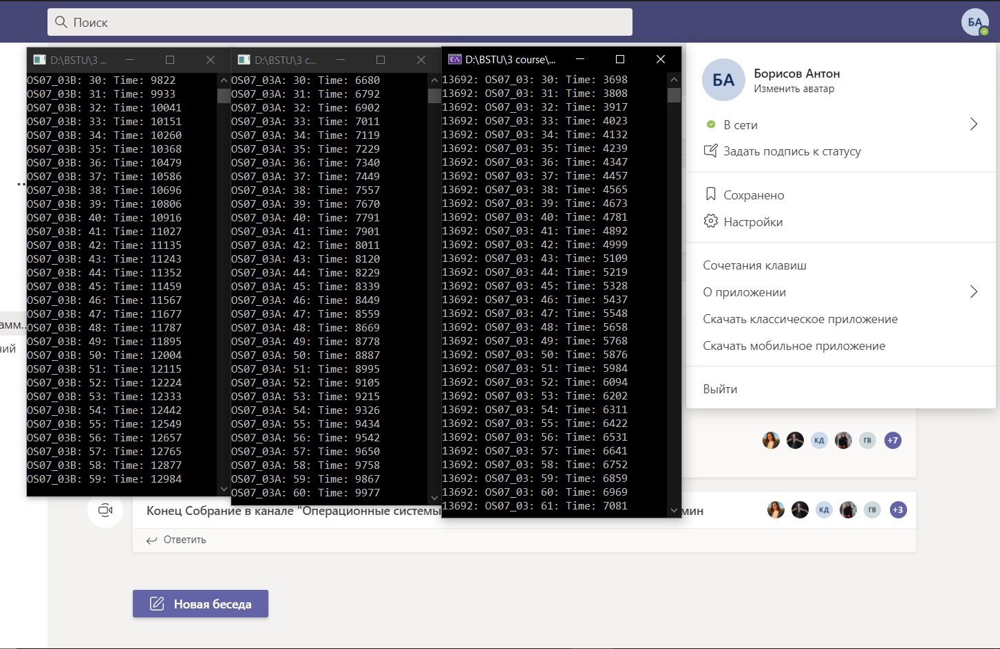 Поиск
БА
D:\BSTU\3 ...
OS07_03B: 30: Time: 9822
OS07_03B: 31: Time: 9933
OS07_03B: 32: Time: 10041
OS07_03B: 33: Time: 10151
OS07_03B: 34: Time: 10260
OS07_03B: 35: Time: 10368
OS07_03B: 36: Time: 10479
OS07_03B: 37: Time: 10586
OS07_03B: 38: Time: 10696
OS07_03B: 39: Time: 10806
OS07_03B: 40: Time: 10916
OS07_03B: 41: Time: 11027
OS07_03B: 42: Time: 11135
OS07_03B: 43: Time: 11243
OS07_03B: 44: Time: 11352
OS07_03B: 45: Time: 11459
OS07_03B: 46: Time: 11567
OS07_03B: 47: Time: 11677
OS07_03B: 48: Time: 11787
OS07_03B: 49: Time: 11895
OS07_03B: 50: Time: 12004
OS07_03B: 51: Time: 12115
OS07_03B: 52: Time: 12224
OS07_03B: 53: Time: 12333
OS07_03B: 54: Time: 12442
OS07_03B: 55: Time: 12549
OS07_03B: 56: Time: 12657
OS07_03B: 57: Time: 12765
OS07_03B: 58: Time: 12877
OS07_03B: 59: Time: 12984
D:\BSTU\3 c...
OS07_03A: 30: Time: 6680
OS07_03A: 31: Time: 6792
OS07_03A: 32: Time: 6902
OS07_03A: 33: Time: 7011
OS07_03A: 34: Time: 7119
OS07_03A: 35: Time: 7229
OS07_03A: 36: Time: 7340
OS07_03A: 37: Time: 7449
OS07_03A: 38: Time: 7557
OS07_03A: 39: Time: 7670
OS07_03A: 40: Time: 7791
OS07_03A: 41: Time: 7901
OS07_03A: 42: Time: 8011
OS07_03A: 43: Time: 8120
OS07_03A: 44: Time: 8229
OS07_03A: 45: Time: 8339
OS07_03A: 46: Time: 8449
OS07_03A: 47: Time: 8559
OS07_03A: 48: Time: 8669
OS07_03A: 49: Time: 8778
OS07_03A: 50: Time: 8887
OS07_03A: 51: Time: 8995
OS07_03A: 52: Time: 9105
OS07_03A: 53: Time: 9215
OS07_03A: 54: Time: 9326
OS07_03A: 55: Time: 9434
OS07_03A: 56: Time: 9542
OS07_03A: 57: Time: 9650
OS07_03A: 58: Time: 9758
OS07_03A: 59: Time: 9867
OS07_03A: 60: Time: 9977
D:\BSTU\3 course\...
13692: OS07_03: 30: Time: 3698
13692: OS07_03: 31: Time: 3808
13692: OS07_03: 32: Time: 3917
13692: OS07_03: 33: Time: 4023
13692: OS07_03: 34: Time: 4132
13692: OS07_03: 35: Time: 4239
13692: OS07_03: 36: Time: 4347
13692: OS07_03: 37: Time: 4457
13692: OS07_03: 38: Time: 4565
13692: OS07_03: 39: Time: 4673
13692: OS07_03: 40: Time: 4781
13692: OS07_03: 41: Time: 4892
13692: OS07_03: 42: Time: 4999
13692: OS07_03: 43: Time: 5109
13692: OS07_03: 44: Time: 5219
13692: OS07_03: 45: Time: 5328
13692: OS07_03: 46: Time: 5437
13692: OS07_03: 47: Time: 5548
13692: OS07_03: 48: Time: 5658
13692: OS07_03: 49: Time: 5768
13692: OS07_03: 50: Time: 5876
13692: OS07_03: 51: Time: 5984
13692: OS07_03: 52: Time: 6094
13692: OS07_03: 53: Time: 6202
13692: OS07_03: 54: Time: 6311
13692: OS07_03: 55: Time: 6422
13692: OS07_03: 56: Time: 6531
13692: OS07_03: 57: Time: 6641
13692: OS07_03: 58: Time: 6752
13692: OS07_03: 59: Time: 6859
13692: OS07_03: 60: Time: 6969
13692: OS07_03: 61: Time: 7081
БА
Борисов Антон
Изменить аватар
В сети
Задать подпись к статусу
Сохранено
Настройки
Сочетания клавиш
О приложении
Скачать классическое приложение
Скачать мобильное приложение
Выйти
амм...
ний
КД ГВ +7
Конец Собрание в канале "Операционные системы
мин
КД ГВ +3
Ответить
Новая беседа